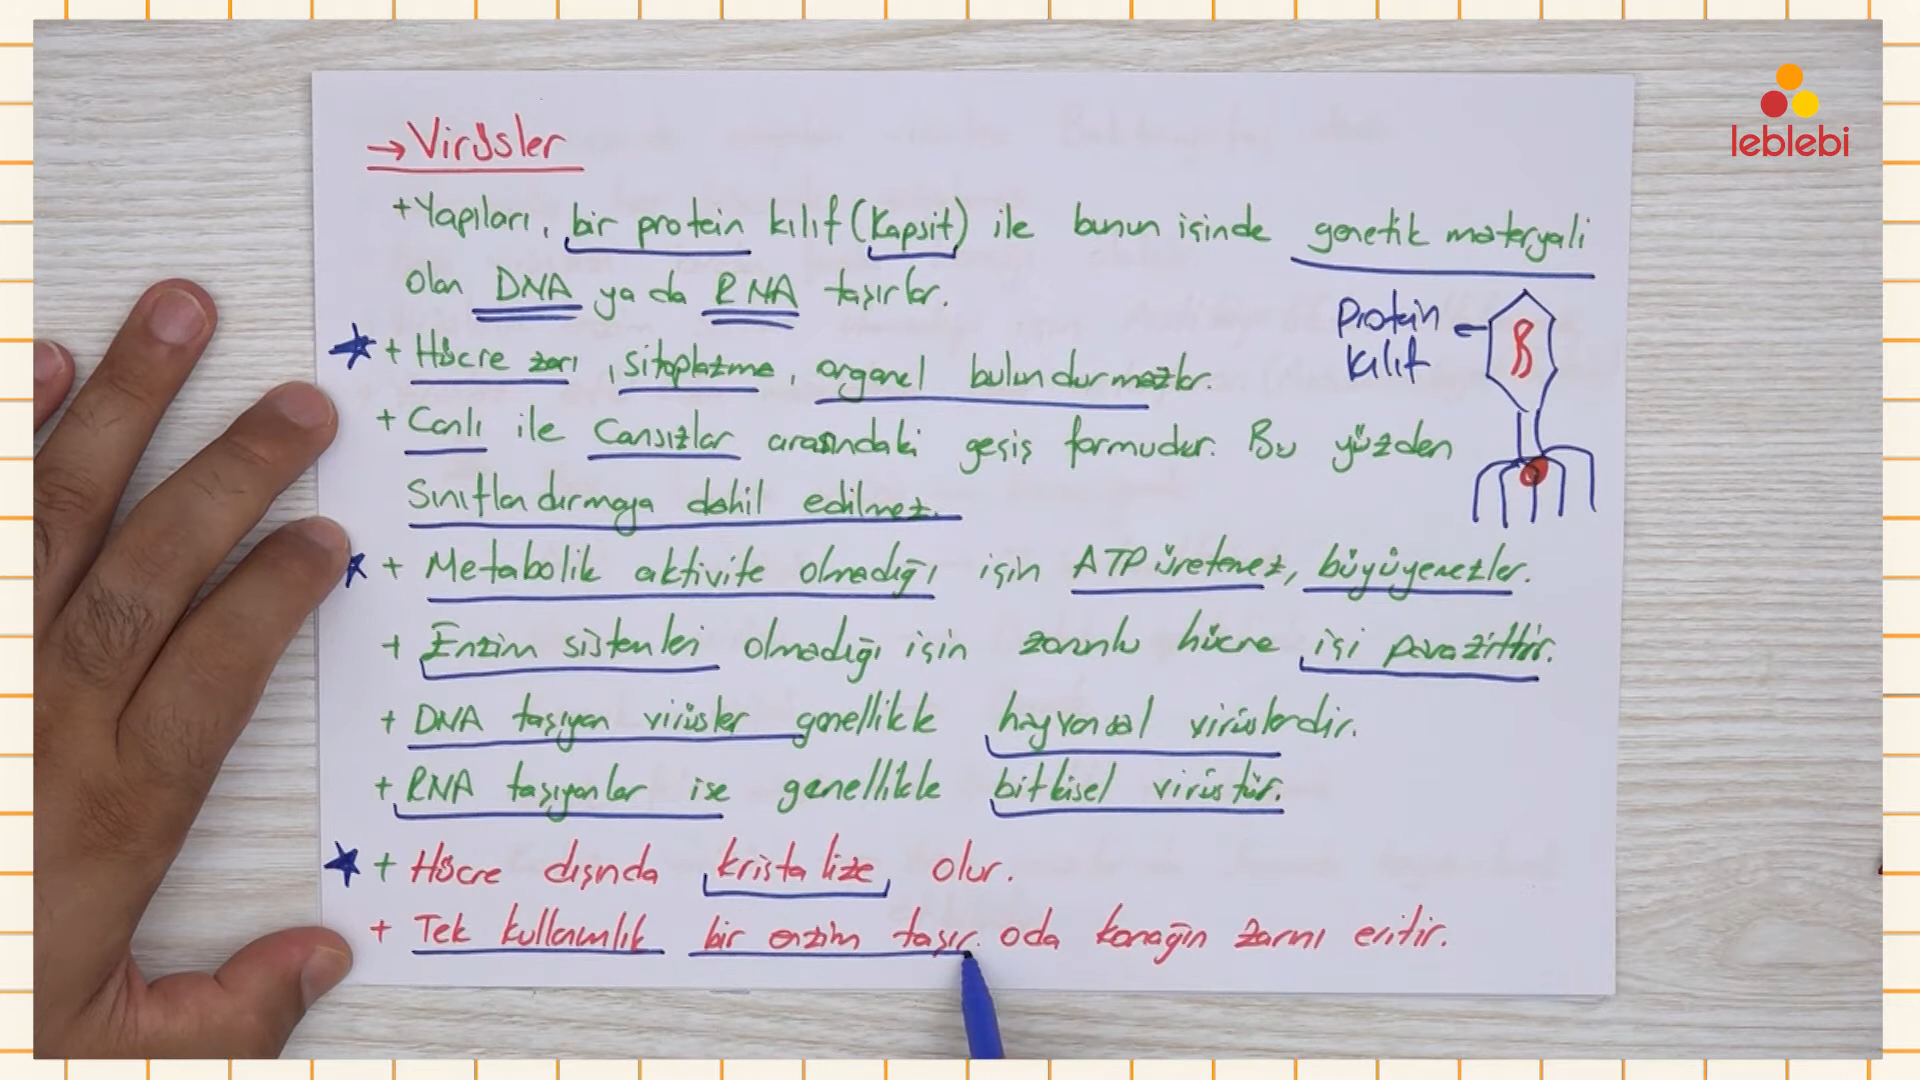 leblebi
→ Virüsler
+ Yapıları, bir protein kılıf (Kapsit) ile bunun içinde genetik materyali
olan DNA ya da RNA taşırlar.
Protein
kılıf
+ Hücre zarı, sitoplazma, organel bulundurmazlar.
+ Canlı ile Cansızlar arasındaki geçiş formudur. Bu yüzden
Sınıflandırmaya dahil edilmez.
+ Metabolik aktivite olmadığı için ATP üretemez, büyüyemezler.
+ Enzim sistemleri olmadığı için zorunlu hücre içi parazittir.
+ DNA taşıyan virüsler genellikle hayvansal virüslerdir.
+ RNA taşıyanlar ise genellikle bitkisel virüstür.
+ Hücre dışında kristalize olur.
+ Tek kullanımlık bir enzim taşır. oda konağın zarını eritir.